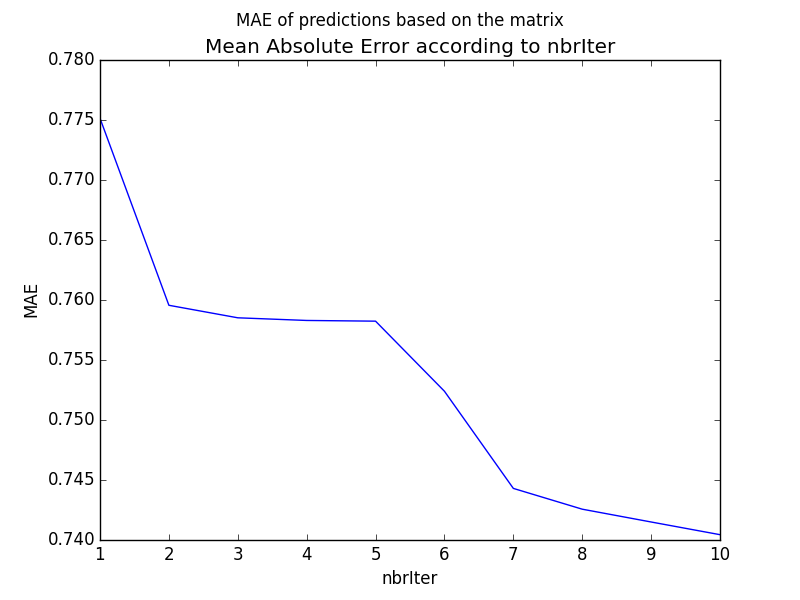 MAE of predictions based on the matrix
Mean Absolute Error according to nbrIter
0.780
0.775
0.770
0.765
0.760
0.755
0.750
0.745
0.740
MAE
1 2 3 4 5 6 7 8 9 10
nbrIter